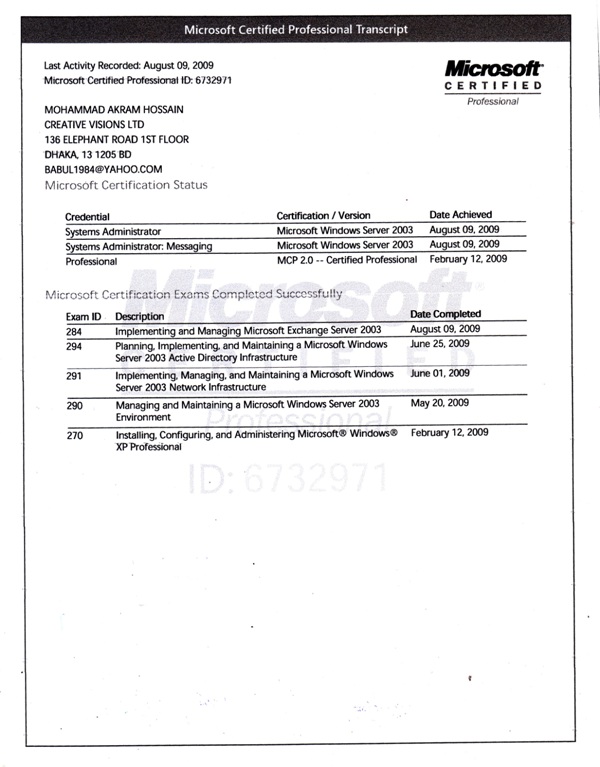 Microsoft Certified Professional Transcript
Last Activity Recorded: August 09, 2009
Microsoft Certified Professional ID: 6732971
Microsoft
CERTIFIED
Professional
MOHAMMAD AKRAM HOSSAIN
CREATIVE VISIONS LTD
136 ELEPHANT ROAD 1ST FLOOR
DHAKA, 13 1205 BD
BABUL1984@YAHOO.COM
Microsoft Certification Status
Credential Certification / Version Date Achieved
Systems Administrator Microsoft Windows Server 2003 August 09, 2009
Systems Administrator: Messaging Microsoft Windows Server 2003 August 09, 2009
Professional MCP 2.0 -- Certified Professional February 12, 2009
Microsoft Certification Exams Completed Successfully
Exam ID Description Date Completed
284 Implementing and Managing Microsoft Exchange Server 2003 August 09, 2009
294 Planning, Implementing, and Maintaining a Microsoft Windows June 25, 2009
Server 2003 Active Directory Infrastructure
291 Implementing, Managing, and Maintaining a Microsoft Windows June 01, 2009
Server 2003 Network Infrastructure
290 Managing and Maintaining a Microsoft Windows Server 2003 May 20, 2009
Environment
270 Installing, Configuring, and Administering Microsoft® Windows® February 12, 2009
XP Professional
Microsoft
CERTIFIED
Professional
ID: 6732971